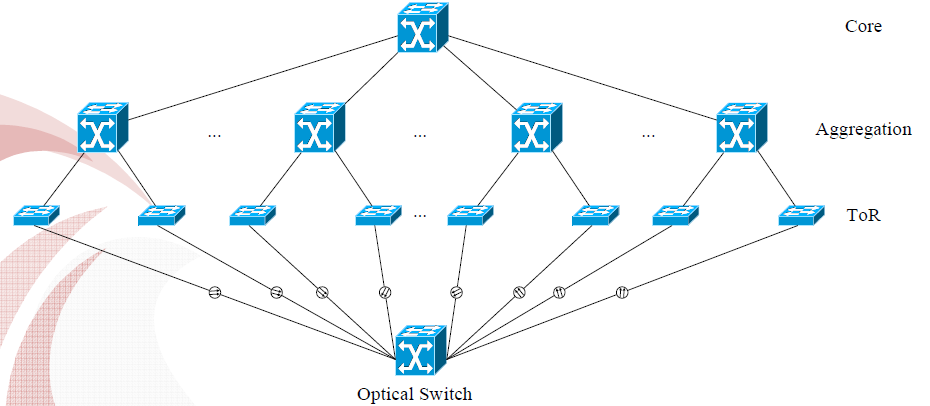 Core
... ... ...
Aggregation
...
ToR
Optical Switch